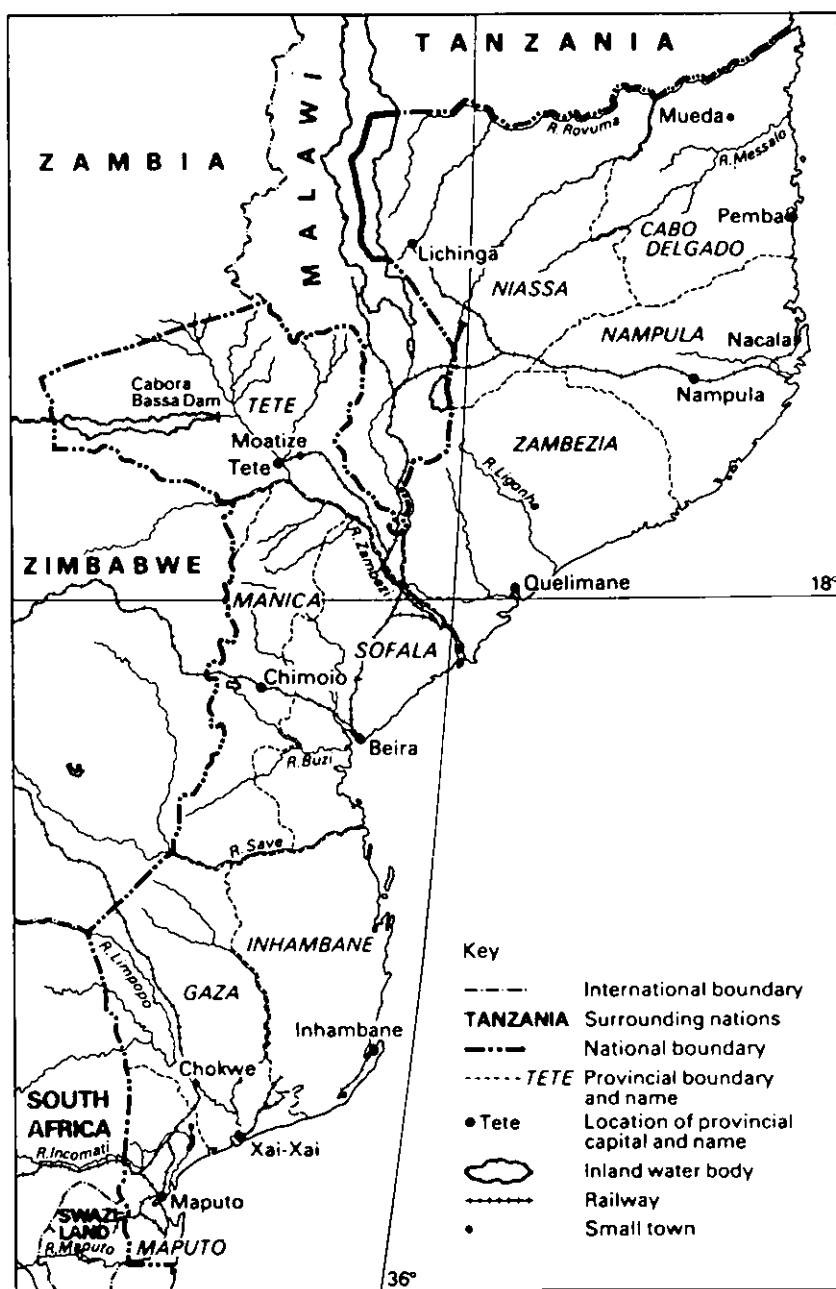 TANZANIA
MALAWI
ZAMBIA
R. Rovuma
Mueda
R. Messalo
Pemba
CABO
DELGADO
Lichinga
NIASSA
NAMPULA
Nacala
Cabora
Bassa Dam
TETE
Nampula
Moatize
Tete
ZAMBEZIA
R. Ligonha
R. Zambezi
ZIMBABWE
MANICA
Quelimane
18°
SOFALA
Chimoio
Beira
R. Buzi
R. Save
INHAMBANE
R. Limpopo
GAZA
Inhambane
Chokwe
SOUTH
AFRICA
Xai-Xai
R. Incomati
Maputo
SWAZI-
LAND
R. Maputo
MAPUTO
36°
Key
International boundary
TANZANIA Surrounding nations
National boundary
TETE Provincial boundary
and name
Tete Location of provincial
capital and name
Inland water body
Railway
Small town